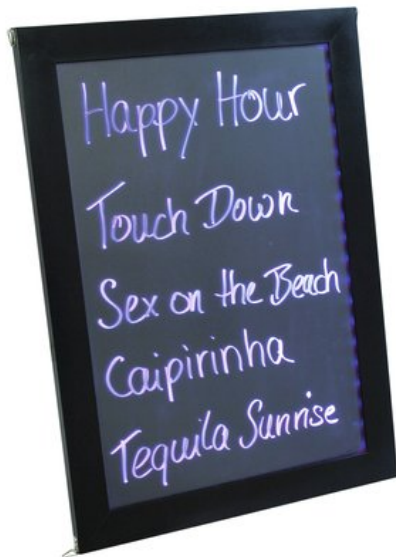 Happy Hour
Touch Down
Sex on the Beach
Caipirinha
Tequila Sunrise